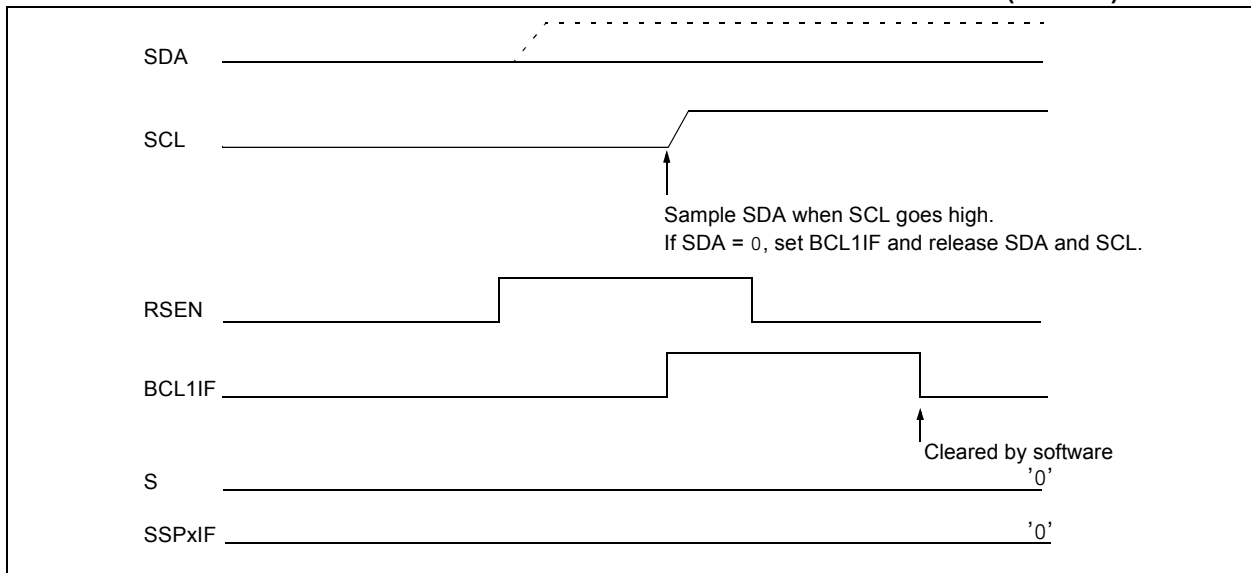 SDA
SCL
Sample SDA when SCL goes high.
If SDA = 0, set BCL1IF and release SDA and SCL.
RSEN
BCL1IF
Cleared by software
S
'0'
SSPxIF
'0'